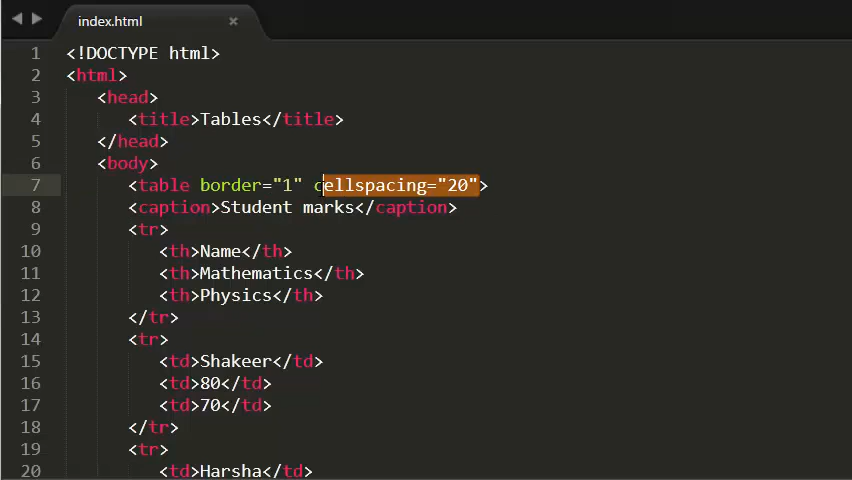 index.html ×
1 <!DOCTYPE html>
2 <html>
3 <head>
4 <title>Tables</title>
5 </head>
6 <body>
7 <table border="1" cellspacing="20">
8 <caption>Student marks</caption>
9 <tr>
10 <th>Name</th>
11 <th>Mathematics</th>
12 <th>Physics</th>
13 </tr>
14 <tr>
15 <td>Shakeer</td>
16 <td>80</td>
17 <td>70</td>
18 </tr>
19 <tr>
20 <td>Harsha</td>